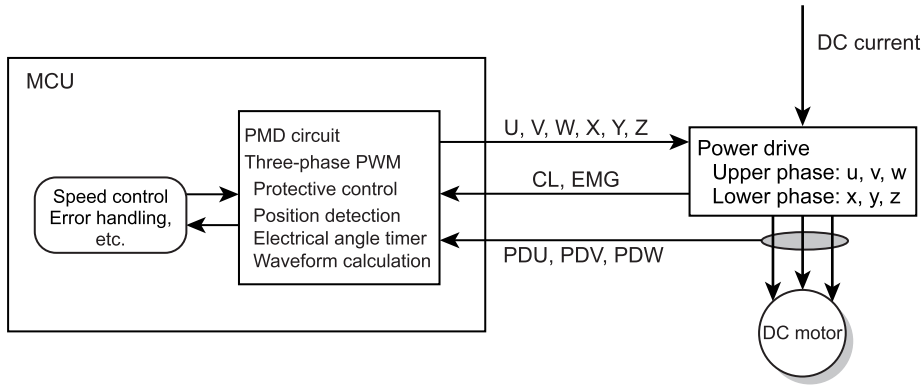 DC current
MCU
PMD circuit
Three-phase PWM
Protective control
Position detection
Electrical angle timer
Waveform calculation
Speed control
Error handling,
etc.
U, V, W, X, Y, Z
CL, EMG
PDU, PDV, PDW
Power drive
Upper phase: u, v, w
Lower phase: x, y, z
DC motor